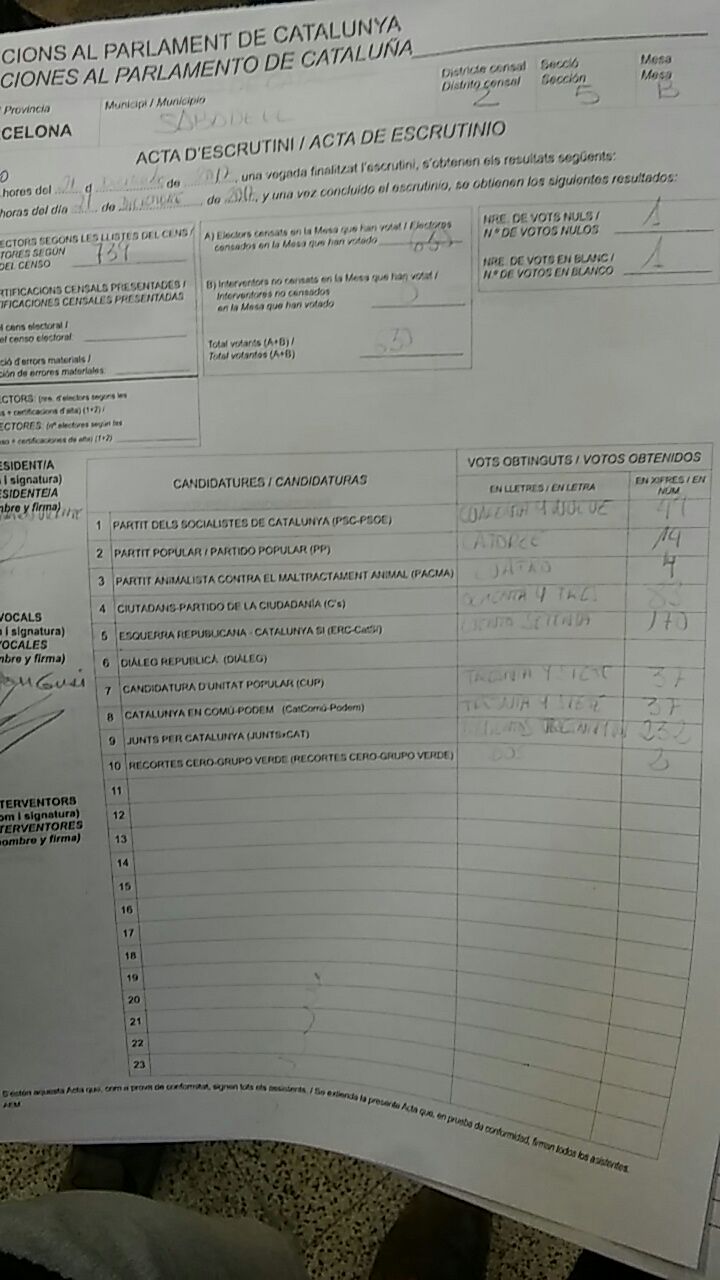 CIONS AL PARLAMENT DE CATALUNYA
CIONES AL PARLAMENTO DE CATALUÑA
Provincia
CELONA
Municipi / Municipio
SABADELL
Districte censal
Distrito censal
2
Secció
Sección
5
Mesa
Mesa
B
ACTA D'ESCRUTINI / ACTA DE ESCRUTINIO
hores del 21 d de 2017, una vegada finalitzat l'escrutini, s'obtenen els resultats següents:
horas del día 21 de DICIEMBRE de 2017, y una vez concluido el escrutinio, se obtienen los siguientes resultados:
ECTORS SEGONS LES LLISTES DEL CENS /
TORES SEGÚN
DEL CENSO 734
RTIFICACIONS CENSALS PRESENTADES /
IFICACIONES CENSALES PRESENTADAS
l cens electoral /
el censo electoral:
ció d'errors materials /
ción de errores materiales:
ECTORS: (nre. d'electors segons les
s + certificacions d'alta) (1+2) /
ECTORES: (nº electores según las
nso + certificaciones de alta) (1+2)
A) Electors censats en la Mesa que han votat / Electores
censados en la Mesa que han votado
B) Interventors no censats en la Mesa que han votat /
Interventores no censados
en la Mesa que han votado
Total votants (A+B) /
Total votantes (A+B)
NRE. DE VOTS NULS /
Nº DE VOTOS NULOS 1
NRE. DE VOTS EN BLANC /
Nº DE VOTOS EN BLANCO 1
ESIDENT/A
i signatura)
ESIDENTE/A
nbre y firma)
VOCALS
m i signatura)
VOCALES
mbre y firma)
TERVENTORS
om i signatura)
TERVENTORES
ombre y firma)
CANDIDATURES / CANDIDATURAS
VOTS OBTINGUTS / VOTOS OBTENIDOS
EN LLETRES / EN LETRA
EN XIFRES / EN NÚM.
1 PARTIT DELS SOCIALISTES DE CATALUNYA (PSC-PSOE)
2 PARTIT POPULAR / PARTIDO POPULAR (PP) CATORCE 14
3 PARTIT ANIMALISTA CONTRA EL MALTRACTAMENT ANIMAL (PACMA) CUATRO 4
4 CIUTADANS-PARTIDO DE LA CIUDADANÍA (C's) OCHENTA Y TRES 83
5 ESQUERRA REPUBLICANA - CATALUNYA SÍ (ERC-CatSí) CIENTO SETENTA 170
6 DIÀLEG REPUBLICÀ (DIÀLEG)
7 CANDIDATURA D'UNITAT POPULAR (CUP) TREINTA Y SIETE 37
8 CATALUNYA EN COMÚ-PODEM (CatComú-Podem) TREINTA Y SIETE 37
9 JUNTS PER CATALUNYA (JUNTSxCAT) 232
10 RECORTES CERO-GRUPO VERDE (RECORTES CERO-GRUPO VERDE) DOS 2
11
12
13
14
15
16
17
18
19
20
21
22
23
S'estén aquesta Acta que, com a prova de conformitat, signen tots els assistents. / Se extiende la presente Acta que, en prueba de conformidad, firman todos los asistentes.